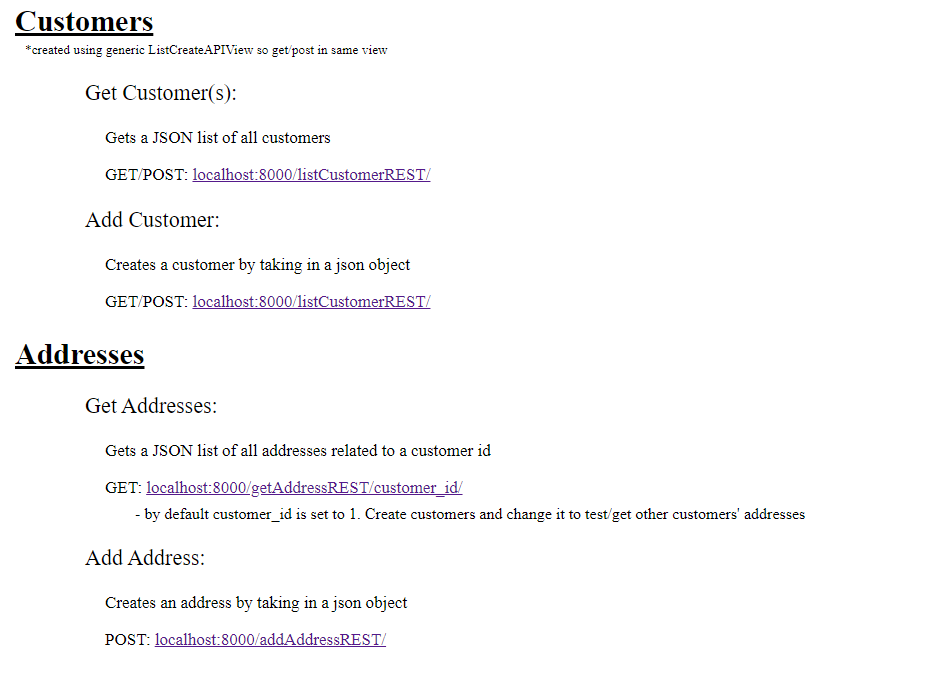 Customers
*created using generic ListCreateAPIView so get/post in same view
Get Customer(s):
Gets a JSON list of all customers
GET/POST: localhost:8000/listCustomerREST/
Add Customer:
Creates a customer by taking in a json object
GET/POST: localhost:8000/listCustomerREST/
Addresses
Get Addresses:
Gets a JSON list of all addresses related to a customer id
GET: localhost:8000/getAddressREST/customer_id/
- by default customer_id is set to 1. Create customers and change it to test/get other customers' addresses
Add Address:
Creates an address by taking in a json object
POST: localhost:8000/addAddressREST/